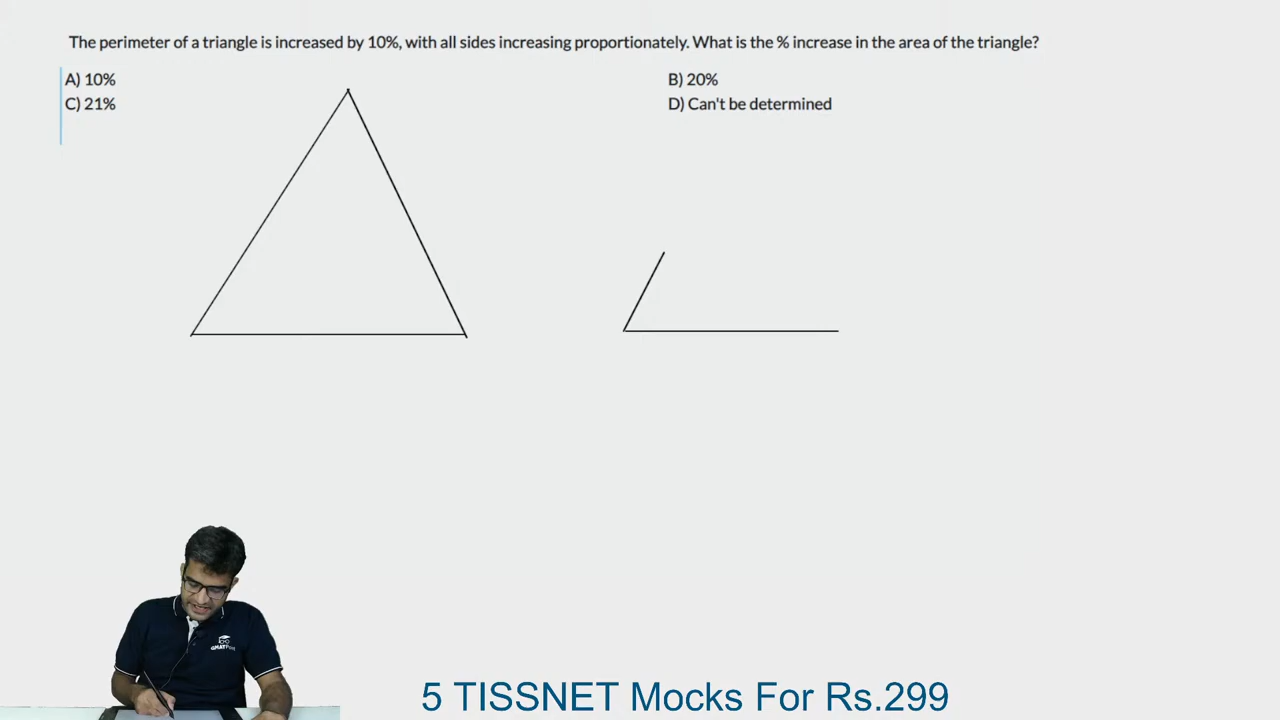 The perimeter of a triangle is increased by 10%, with all sides increasing proportionately. What is the % increase in the area of the triangle?
A) 10%
B) 20%
C) 21%
D) Can't be determined
5 TISSNET Mocks For Rs.299